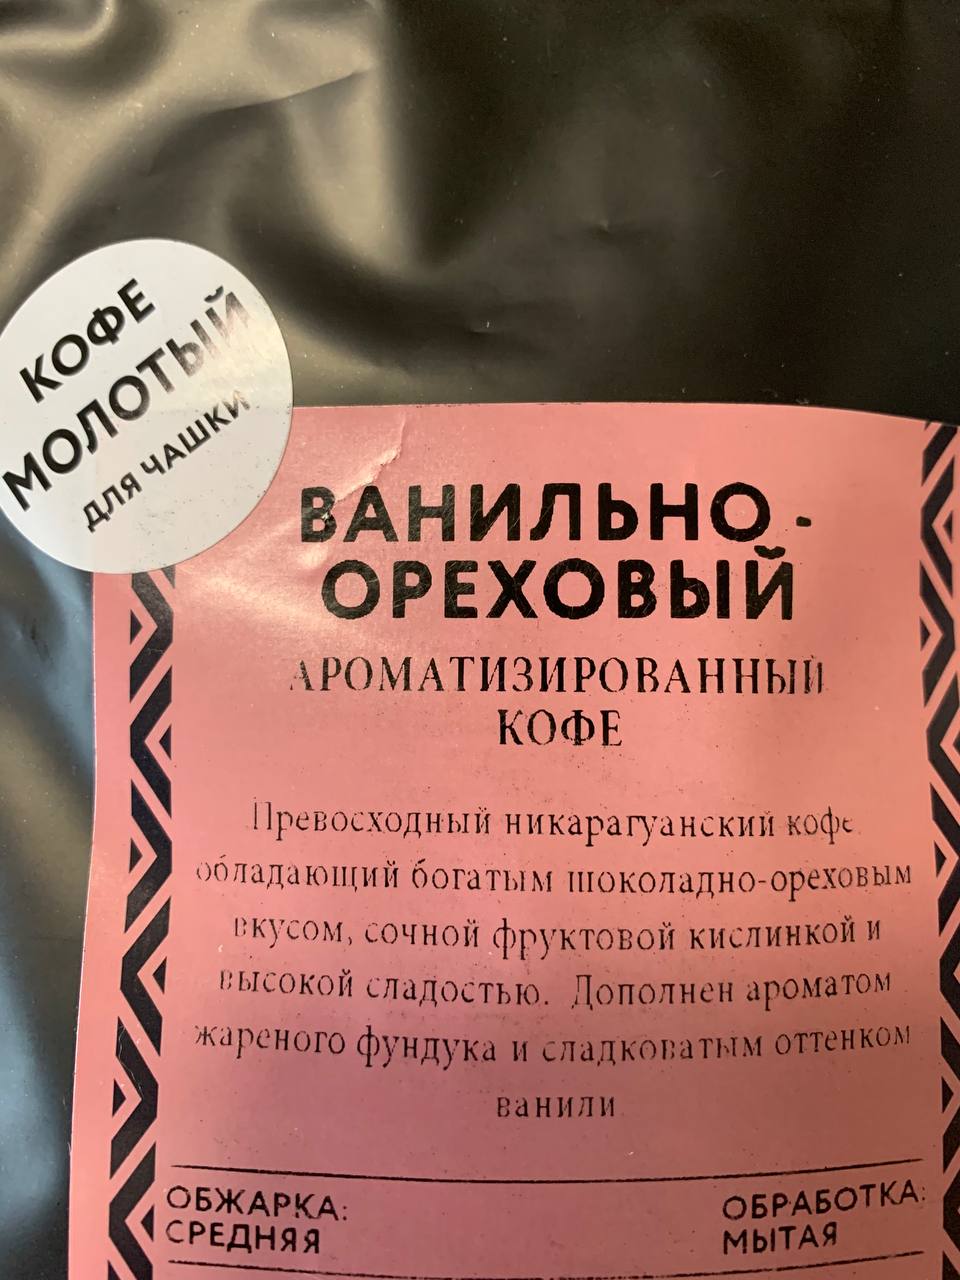 КОФЕ
МОЛОТЫЙ
ДЛЯ ЧАШКИ
ВАНИЛЬНО -
ОРЕХОВЫЙ
АРОМАТИЗИРОВАННЫЙ
КОФЕ
Превосходный никарагуанский кофе
обладающий богатым шоколадно-ореховым
вкусом, сочной фруктовой кислинкой и
высокой сладостью. Дополнен ароматом
жареного фундука и сладковатым оттенком
ванили
ОБЖАРКА: ОБРАБОТКА:
СРЕДНЯЯ МЫТАЯ